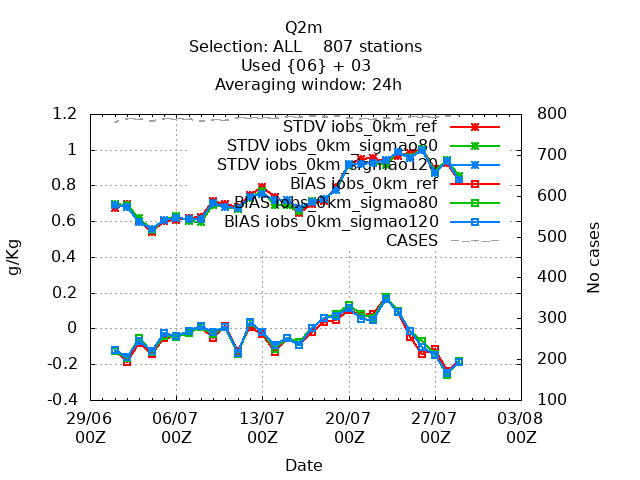 Q2m
Selection: ALL    807 stations
Used {06} + 03
Averaging window: 24h
1.2
1
0.8
0.6
0.4
0.2
0
-0.2
-0.4
g/Kg
800
700
600
500
400
300
200
100
No cases
STDV iobs_0km_ref
STDV iobs_0km_sigmao80
STDV iobs_0km_sigmao120
BIAS iobs_0km_ref
BIAS iobs_0km_sigmao80
BIAS iobs_0km_sigmao120
CASES
29/06 06/07 13/07 20/07 27/07 03/08
00Z 00Z 00Z 00Z 00Z 00Z
Date